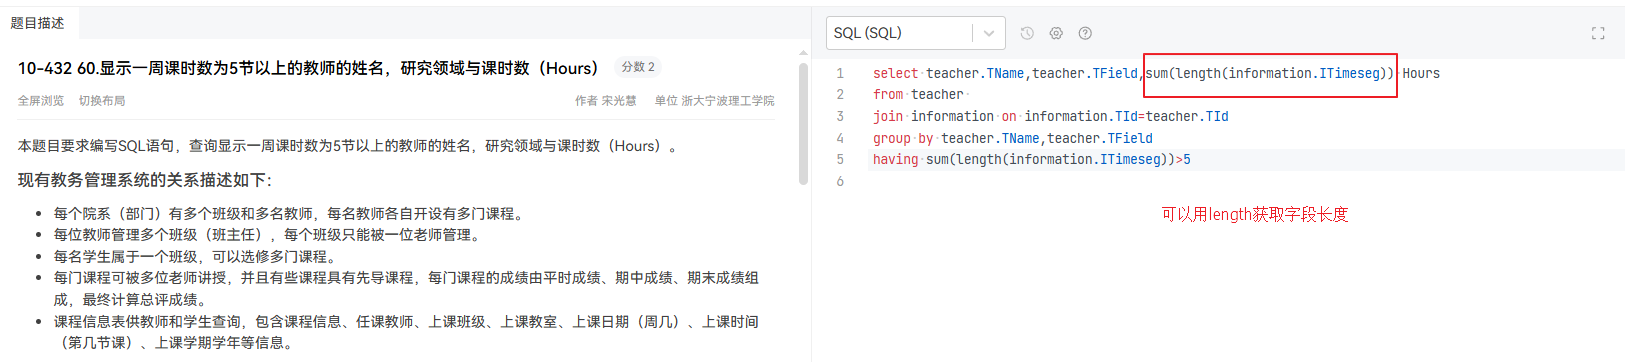 题目描述
10-432 60.显示一周课时数为5节以上的教师的姓名，研究领域与课时数（Hours） 分数 2
全屏浏览 切换布局 作者 宋光慧 单位 浙大宁波理工学院
本题目要求编写SQL语句，查询显示一周课时数为5节以上的教师的姓名，研究领域与课时数（Hours）。
现有教务管理系统的关系描述如下：
• 每个院系（部门）有多个班级和多名教师，每名教师各自开设有多门课程。
• 每位教师管理多个班级（班主任），每个班级只能被一位老师管理。
• 每名学生属于一个班级，可以选修多门课程。
• 每门课程可被多位老师讲授，并且有些课程具有先导课程，每门课程的成绩由平时成绩、期中成绩、期末成绩组
成，最终计算总评成绩。
• 课程信息表供教师和学生查询，包含课程信息、任课教师、上课班级、上课教室、上课日期（周几）、上课时间
（第几节课）、上课学期学年等信息。
SQL (SQL)
1 select teacher.TName,teacher.TField,sum(length(information.ITimeseg)) Hours
2 from teacher
3 join information on information.TId=teacher.TId
4 group by teacher.TName,teacher.TField
5 having sum(length(information.ITimeseg))>5
6
可以用length获取字段长度